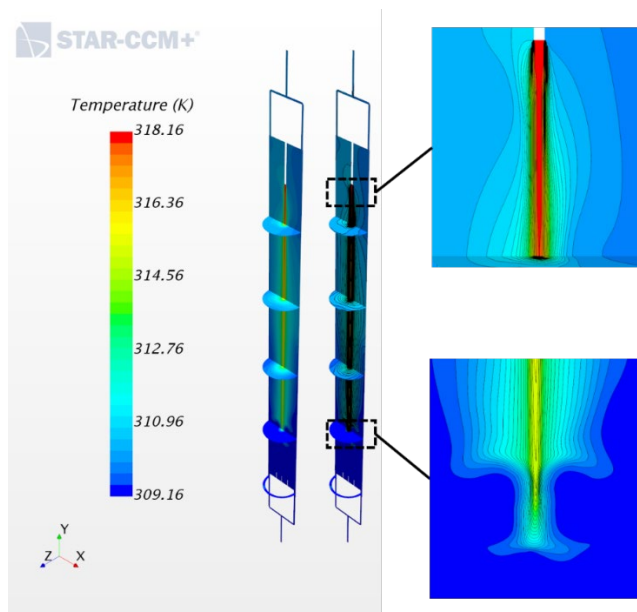 STAR-CCM+®
Temperature (K)
318.16
316.36
314.56
312.76
310.96
309.16
Y
Z X